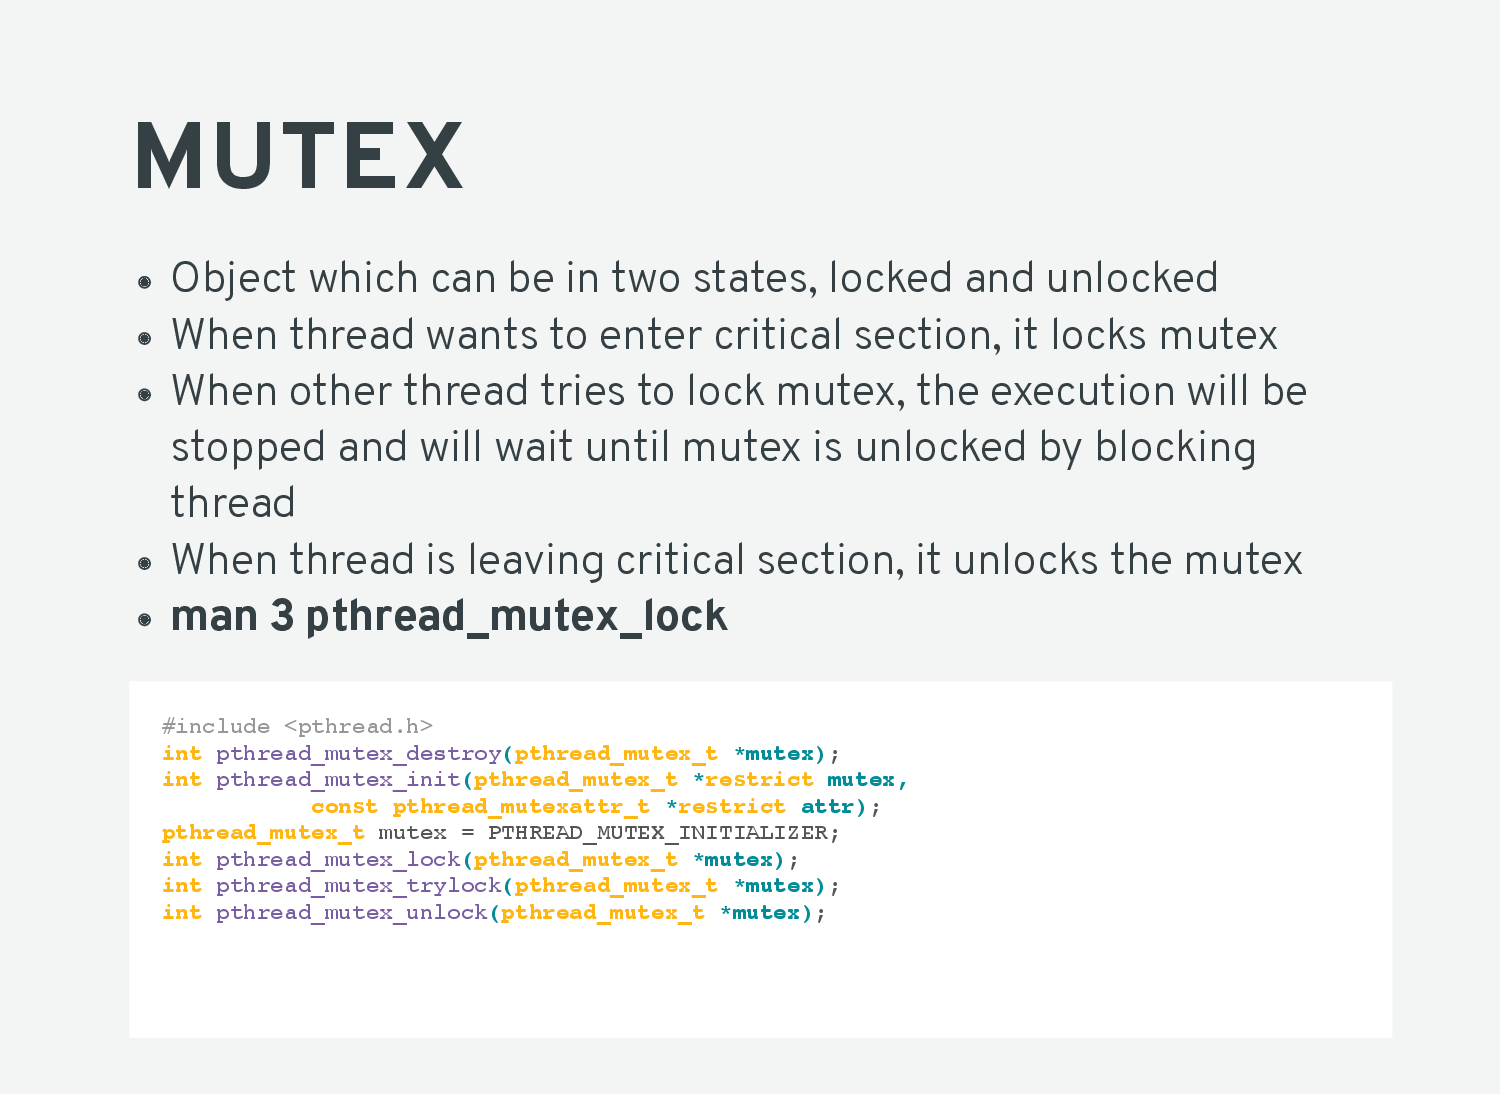 MUTEX
Object which can be in two states, locked and unlocked
When thread wants to enter critical section, it locks mutex
When other thread tries to lock mutex, the execution will be
stopped and will wait until mutex is unlocked by blocking
thread
When thread is leaving critical section, it unlocks the mutex
man 3 pthread_mutex_lock
#include <pthread.h>
int pthread_mutex_destroy(pthread_mutex_t *mutex);
int pthread_mutex_init(pthread_mutex_t *restrict mutex,
           const pthread_mutexattr_t *restrict attr);
pthread_mutex_t mutex = PTHREAD_MUTEX_INITIALIZER;
int pthread_mutex_lock(pthread_mutex_t *mutex);
int pthread_mutex_trylock(pthread_mutex_t *mutex);
int pthread_mutex_unlock(pthread_mutex_t *mutex);